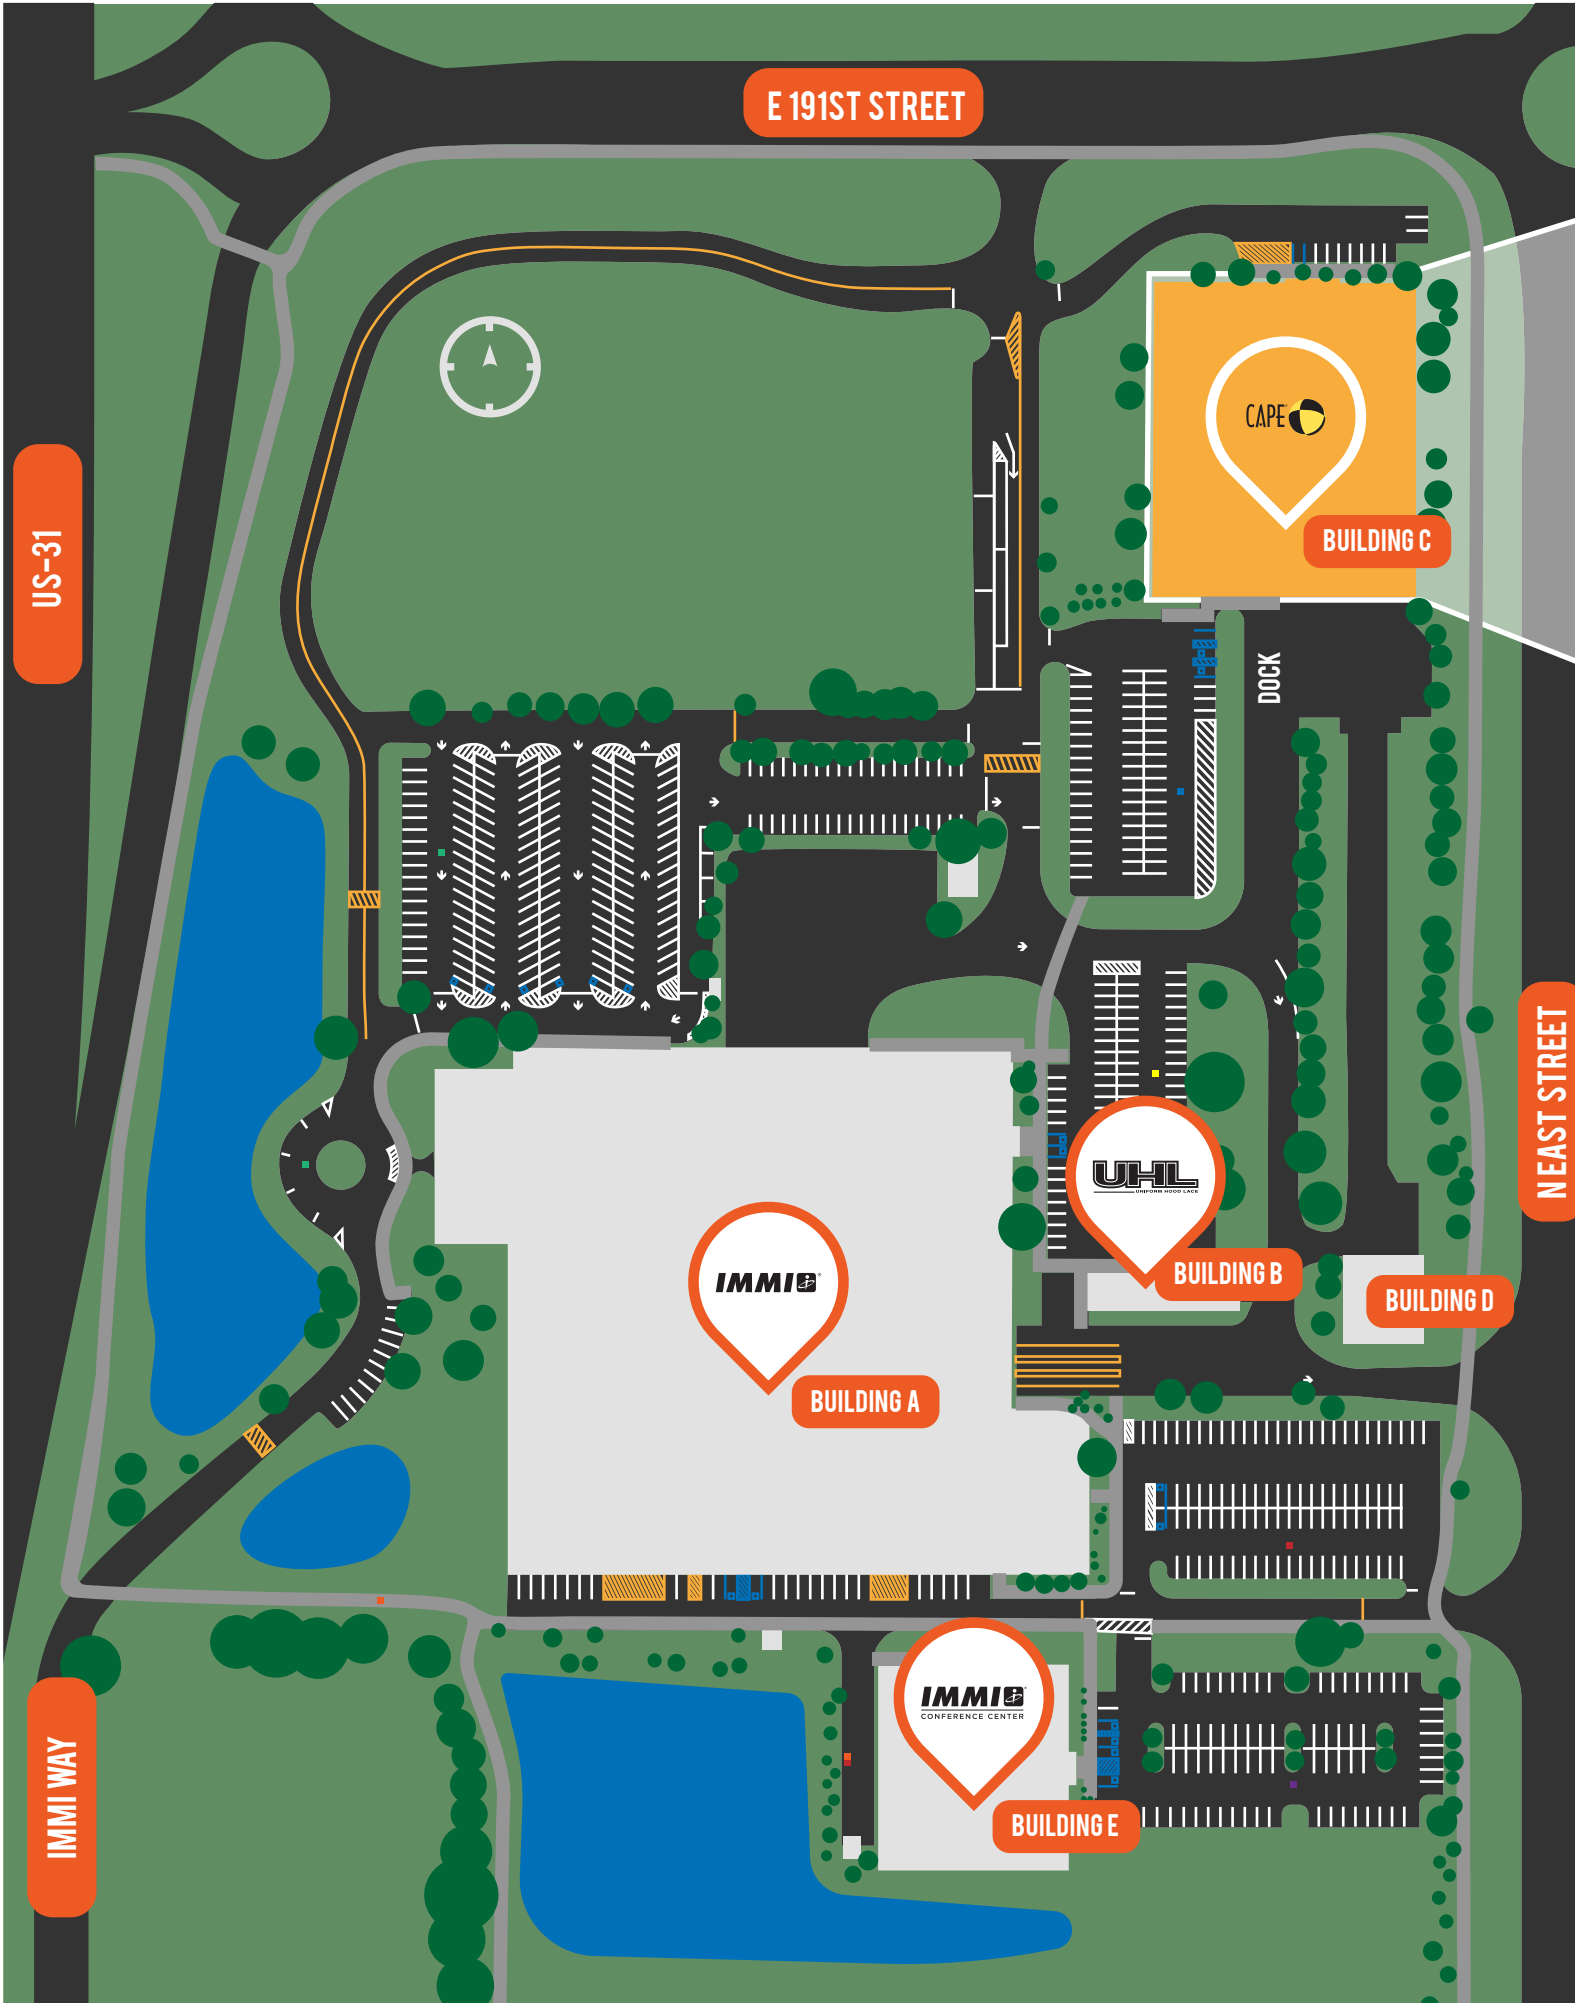 E 191ST STREET
CAPE
BUILDING C
US-31
DOCK
N EAST STREET
UHL
UNIFORM HOOD LACE
BUILDING B
BUILDING D
IMMI
BUILDING A
IMMI
CONFERENCE CENTER
BUILDING E
IMMI WAY